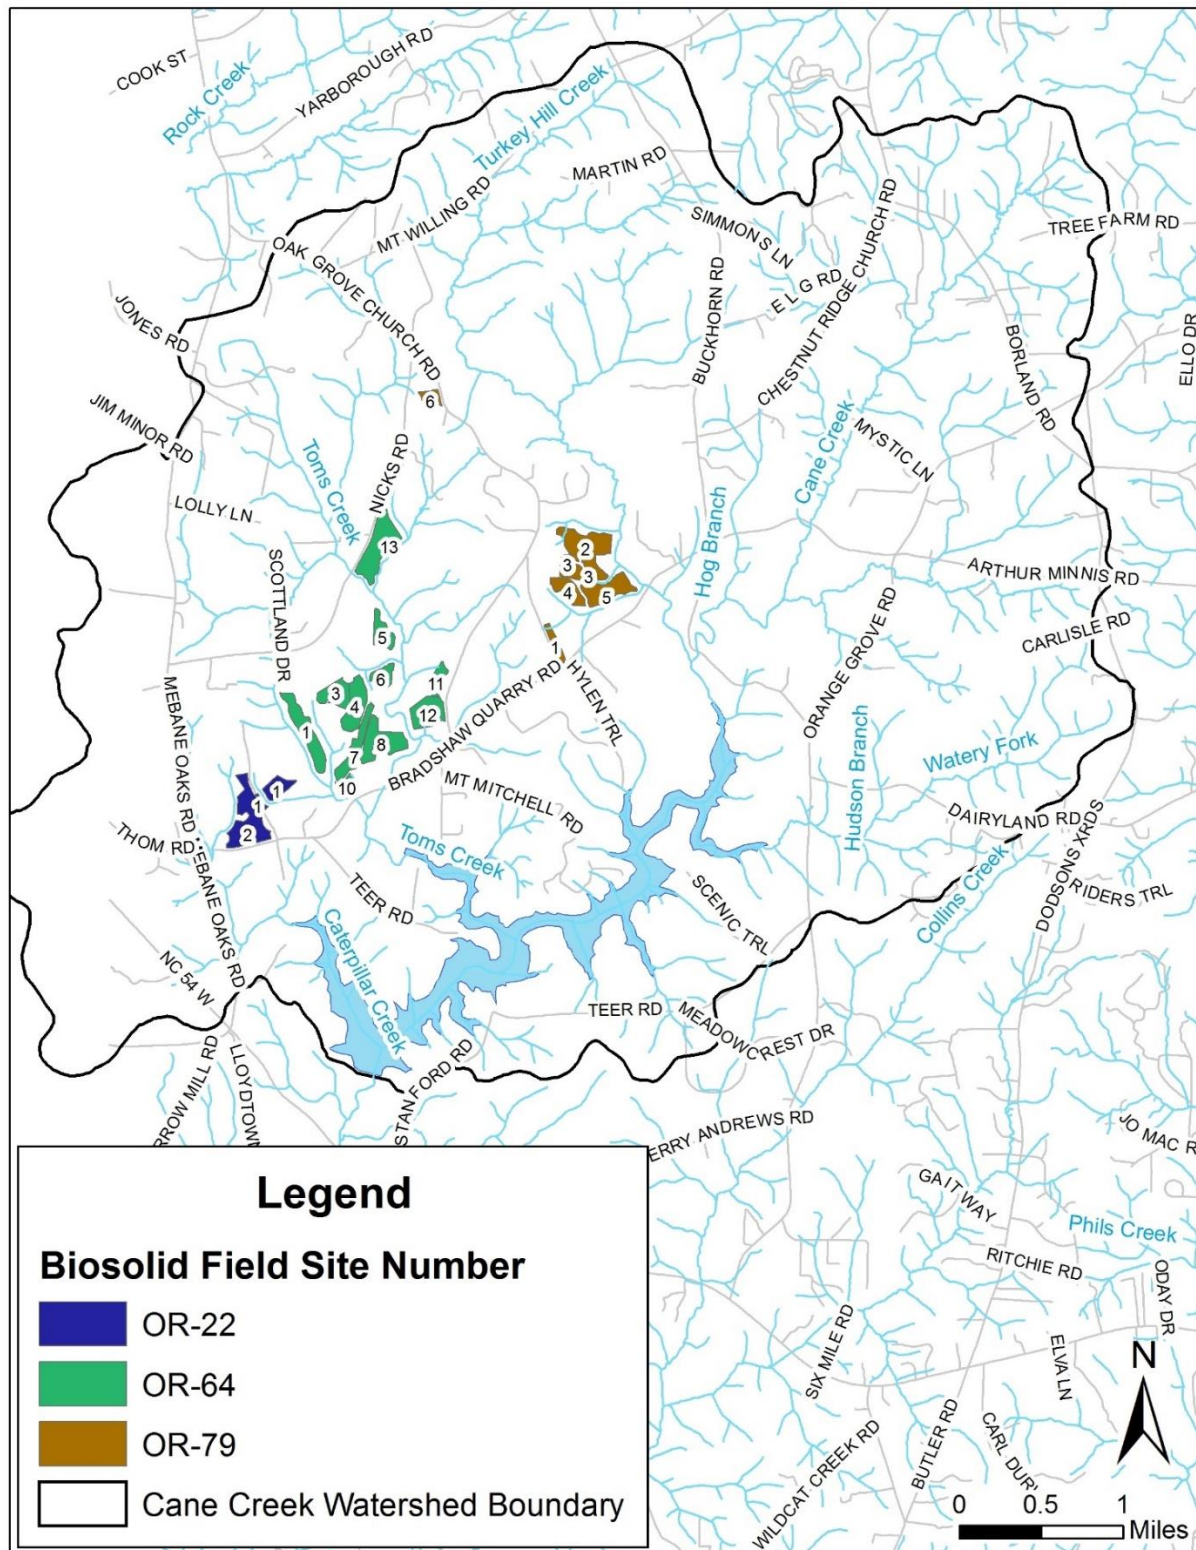 COOK ST
Rock Creek
YARBOROUGH RD
Turkey Hill Creek
MARTIN RD
MT WILLING RD
SIMMONS LN
CHESTNUT RIDGE CHURCH RD
TREE FARM RD
OAK GROVE CHURCH RD
E L G RD
BUCKHORN RD
JONES RD
BORLAND RD
ELLO DR
JIM MINOR RD
6
Toms Creek
NICKS RD
Cane Creek
MYSTIC LN
LOLLY LN
13
2
3
3
4
5
Hog Branch
ARTHUR MINNIS RD
SCOTTLAND DR
5
1
HYLEN TRL
ORANGE GROVE RD
CARLISLE RD
MEBANE OAKS RD
6
3
4
11
12
1
8
7
10
BRADSHAW QUARRY RD
Hudson Branch
Watery Fork
1
1
2
MT MITCHELL RD
DAIRYLAND RD
THOM RD
Toms Creek
MEBANE OAKS RD
TEER RD
SCENIC TRL
Collins Creek
DODSONS XRDS
RIDERS TRL
Caterpillar Creek
NC 54 W
TEER RD
MEADOWCREST DR
RROW MILL RD
LLOYDTOWN
STANFORD RD
ERRY ANDREWS RD
JO MAC R
GAIT WAY
Phils Creek
RITCHIE RD
ODAY DR
SIX MILE RD
ELVA LN
N
WILDCAT CREEK RD
BUTLER RD
CARL DUR
0 0.5 1
Miles
Legend
Biosolid Field Site Number
OR-22
OR-64
OR-79
Cane Creek Watershed Boundary